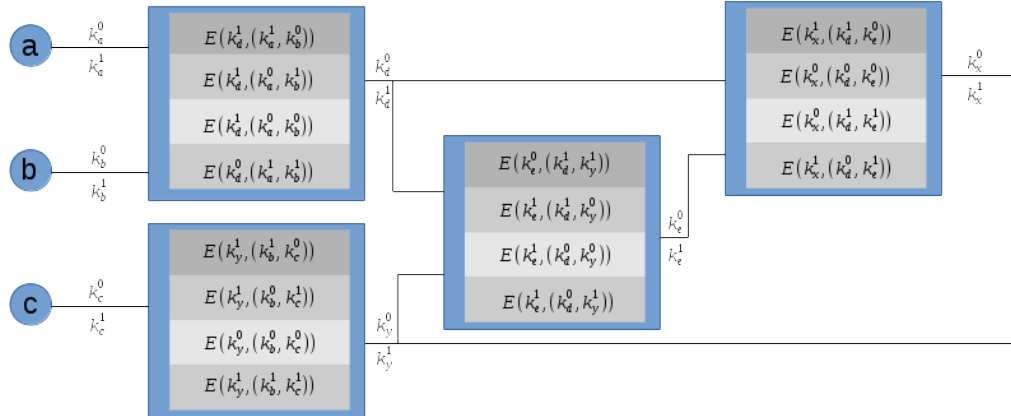 a
k_a^0
k_a^1
b
k_b^0
k_b^1
c
k_c^0
k_c^1
E(k_d^1,(k_a^1,k_b^0))
E(k_d^1,(k_a^0,k_b^1))
E(k_d^1,(k_a^0,k_b^0))
E(k_d^0,(k_a^1,k_b^1))
k_d^0
k_d^1
E(k_y^1,(k_b^1,k_c^0))
E(k_y^1,(k_b^0,k_c^1))
E(k_y^0,(k_b^0,k_c^0))
E(k_y^1,(k_b^1,k_c^1))
k_y^0
k_y^1
E(k_e^0,(k_d^1,k_y^1))
E(k_e^1,(k_d^1,k_y^0))
E(k_e^1,(k_d^0,k_y^0))
E(k_e^1,(k_d^0,k_y^1))
k_e^0
k_e^1
E(k_x^1,(k_d^1,k_e^0))
E(k_x^0,(k_d^0,k_e^0))
E(k_x^0,(k_d^1,k_e^1))
E(k_x^1,(k_d^0,k_e^1))
k_x^0
k_x^1